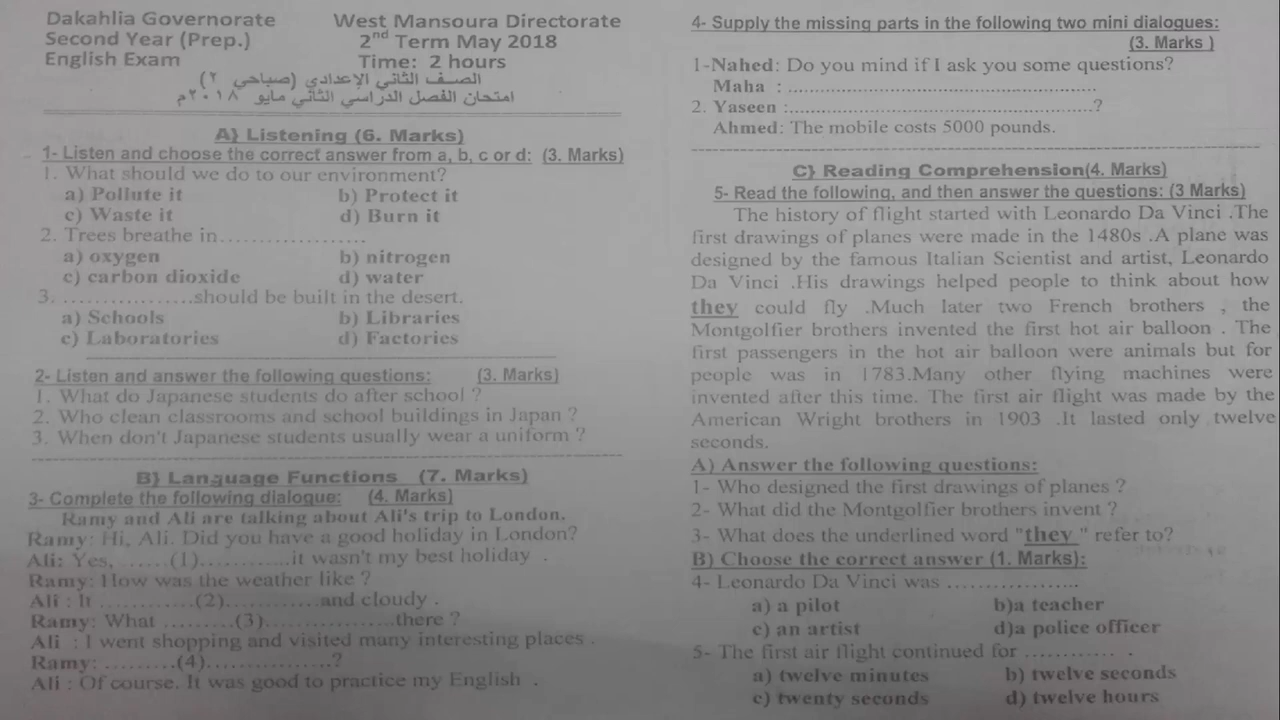 Dakahlia Governorate West Mansoura Directorate
Second Year (Prep.) 2nd Term May 2018
English Exam Time: 2 hours
الصف الثاني الإعدادي (صباحي ٢)
امتحان الفصل الدراسي الثاني مايو ٢٠١٨م
A} Listening (6. Marks)
1- Listen and choose the correct answer from a, b, c or d: (3. Marks)
1. What should we do to our environment?
a) Pollute it b) Protect it
c) Waste it d) Burn it
2. Trees breathe in..................
a) oxygen b) nitrogen
c) carbon dioxide d) water
3. ................should be built in the desert.
a) Schools b) Libraries
c) Laboratories d) Factories
2- Listen and answer the following questions: (3. Marks)
1. What do Japanese students do after school ?
2. Who clean classrooms and school buildings in Japan ?
3. When don't Japanese students usually wear a uniform ?
B} Language Functions (7. Marks)
3- Complete the following dialogue: (4. Marks)
Ramy and Ali are talking about Ali's trip to London.
Ramy: Hi, Ali. Did you have a good holiday in London?
Ali: Yes, ......(1)...........it wasn't my best holiday .
Ramy: How was the weather like ?
Ali : It ............(2)............and cloudy .
Ramy: What .........(3).................there ?
Ali : I went shopping and visited many interesting places .
Ramy: .........(4)...............?
Ali : Of course. It was good to practice my English .
4- Supply the missing parts in the following two mini dialogues:
(3. Marks )
1-Nahed: Do you mind if I ask you some questions?
Maha : ..............................................
2. Yaseen :.............................................?
Ahmed: The mobile costs 5000 pounds.
C} Reading Comprehension(4. Marks)
5- Read the following, and then answer the questions: (3 Marks)
The history of flight started with Leonardo Da Vinci .The
first drawings of planes were made in the 1480s .A plane was
designed by the famous Italian Scientist and artist, Leonardo
Da Vinci .His drawings helped people to think about how
they could fly .Much later two French brothers , the
Montgolfier brothers invented the first hot air balloon . The
first passengers in the hot air balloon were animals but for
people was in 1783.Many other flying machines were
invented after this time. The first air flight was made by the
American Wright brothers in 1903 .It lasted only twelve
seconds.
A) Answer the following questions:
1- Who designed the first drawings of planes ?
2- What did the Montgolfier brothers invent ?
3- What does the underlined word "they " refer to?
B) Choose the correct answer (1. Marks):
4- Leonardo Da Vinci was ..................
a) a pilot b)a teacher
c) an artist d)a police officer
5- The first air flight continued for ............ .
a) twelve minutes b) twelve seconds
c) twenty seconds d) twelve hours